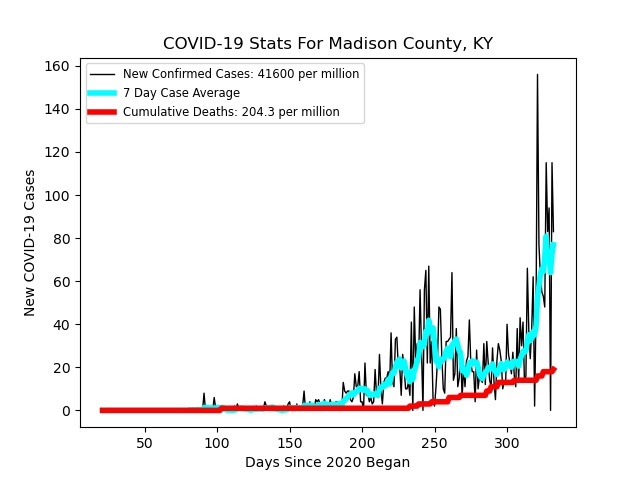 COVID-19 Stats For Madison County, KY
New Confirmed Cases: 41600 per million
7 Day Case Average
Cumulative Deaths: 204.3 per million
New COVID-19 Cases
160
140
120
100
80
60
40
20
0
50
100
150
200
250
300
Days Since 2020 Began